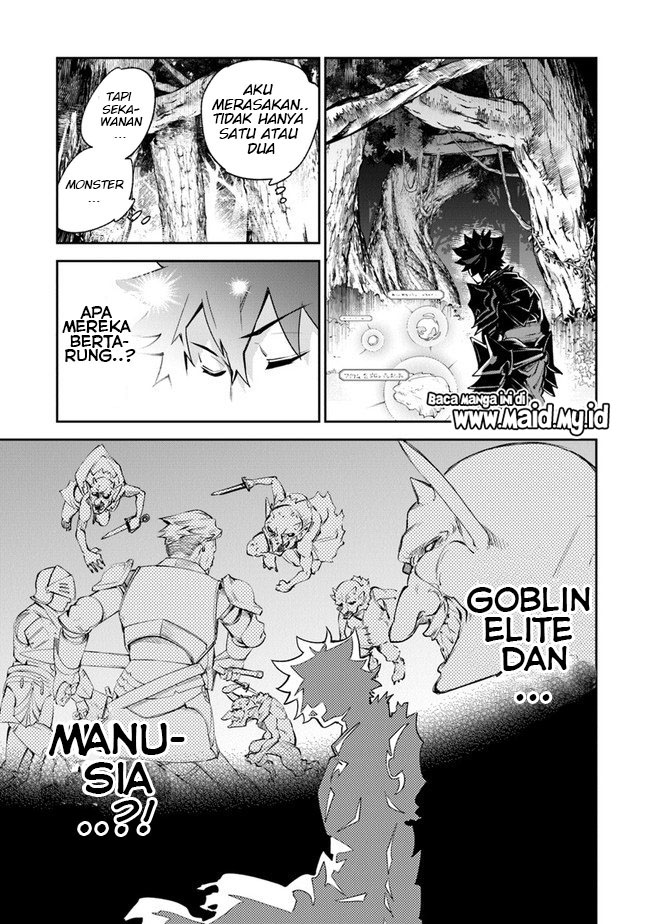 AKU
MERASAKAN..
TIDAK HANYA
SATU ATAU
DUA
TAPI
SEKA-
WANAN
...
MONSTER
...
Baca Manga ini di
www.Maid.My.id
APA
MEREKA
BERTA-
RUNG..?
GOBLIN
ELITE
DAN
...
MANU-
SIA
..?!